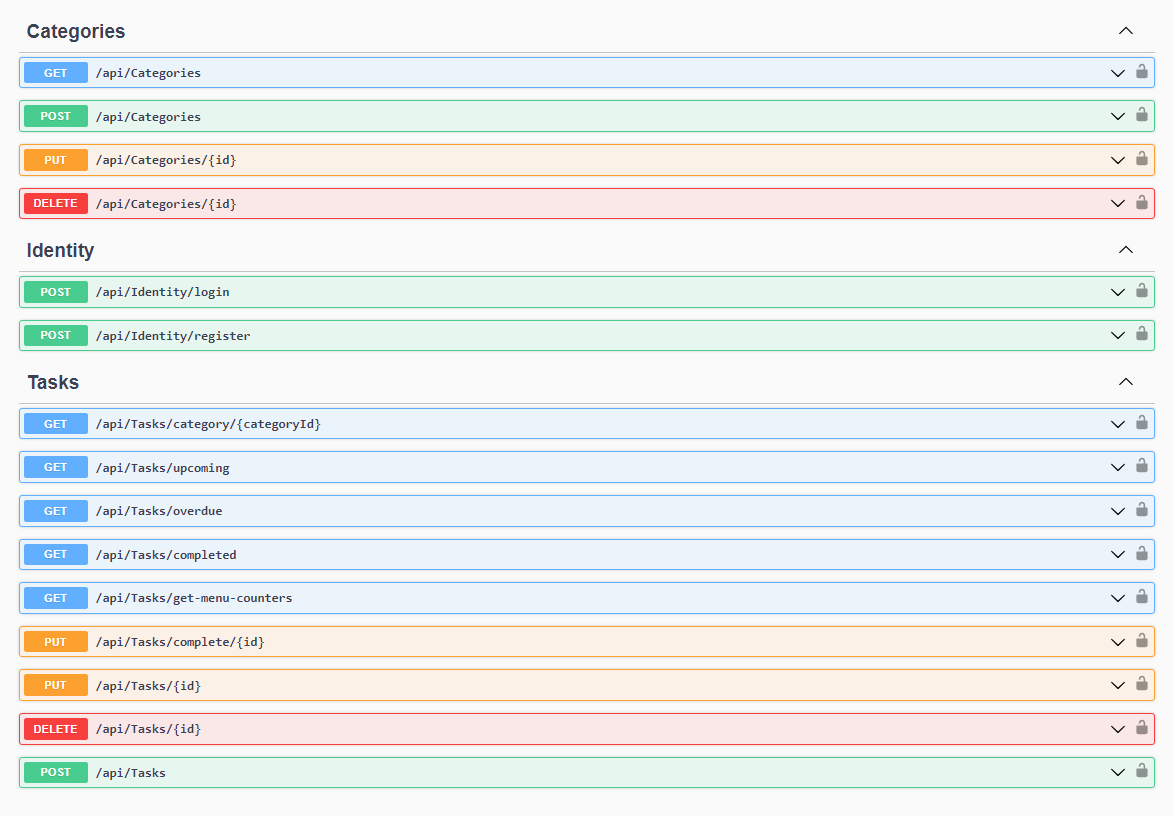 Categories
GET /api/Categories
POST /api/Categories
PUT /api/Categories/{id}
DELETE /api/Categories/{id}
Identity
POST /api/Identity/login
POST /api/Identity/register
Tasks
GET /api/Tasks/category/{categoryId}
GET /api/Tasks/upcoming
GET /api/Tasks/overdue
GET /api/Tasks/completed
GET /api/Tasks/get-menu-counters
PUT /api/Tasks/complete/{id}
PUT /api/Tasks/{id}
DELETE /api/Tasks/{id}
POST /api/Tasks